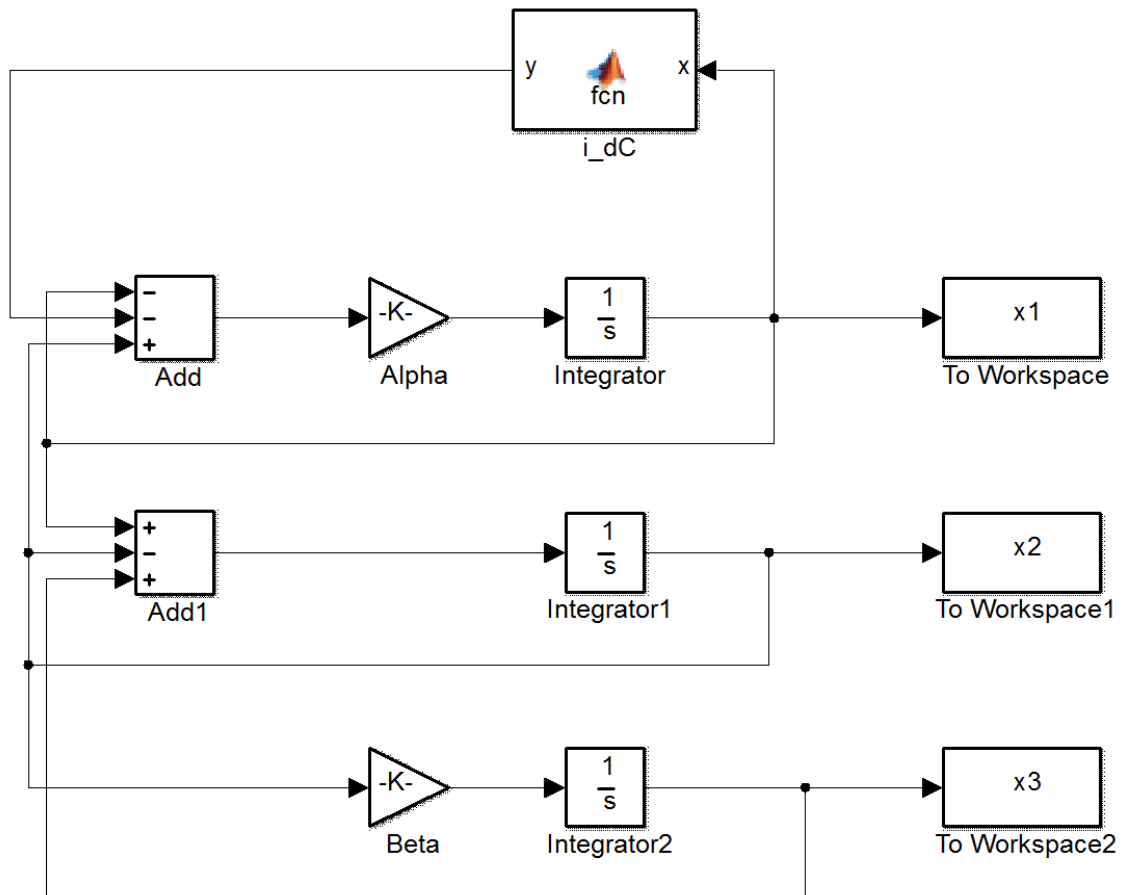 y
x
fcn
i_dC
−
−
+
Add
-K-
Alpha
1
s
Integrator
x1
To Workspace
+
−
+
Add1
1
s
Integrator1
x2
To Workspace1
-K-
Beta
1
s
Integrator2
x3
To Workspace2